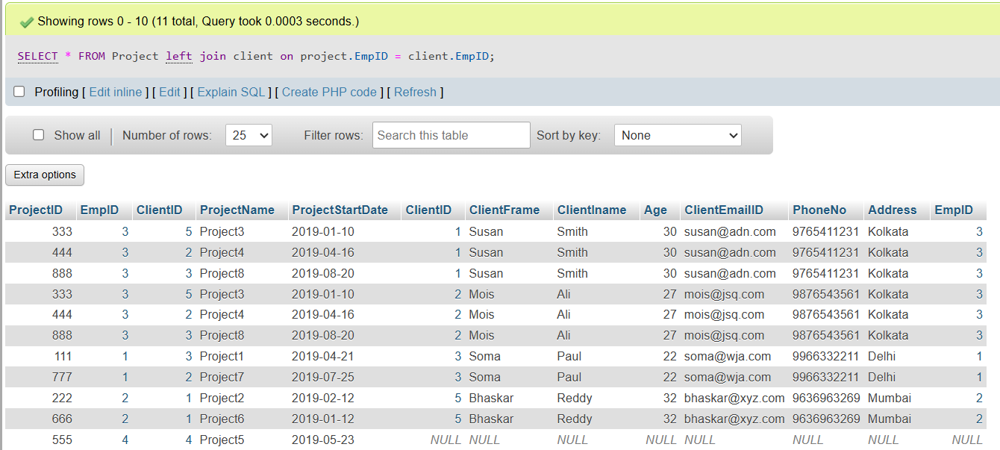 Showing rows 0 - 10 (11 total, Query took 0.0003 seconds.)
SELECT * FROM Project left join client on project.EmpID = client.EmpID;
Profiling [ Edit inline ] [ Edit ] [ Explain SQL ] [ Create PHP code ] [ Refresh ]
Show all | Number of rows: 25 Filter rows: Search this table Sort by key: None
Extra options
ProjectID EmpID ClientID ProjectName ProjectStartDate ClientID ClientFrame Clientlname Age ClientEmailID PhoneNo Address EmpID
333 3 5 Project3 2019-01-10 1 Susan Smith 30 susan@adn.com 9765411231 Kolkata 3
444 3 2 Project4 2019-04-16 1 Susan Smith 30 susan@adn.com 9765411231 Kolkata 3
888 3 3 Project8 2019-08-20 1 Susan Smith 30 susan@adn.com 9765411231 Kolkata 3
333 3 5 Project3 2019-01-10 2 Mois Ali 27 mois@jsq.com 9876543561 Kolkata 3
444 3 2 Project4 2019-04-16 2 Mois Ali 27 mois@jsq.com 9876543561 Kolkata 3
888 3 3 Project8 2019-08-20 2 Mois Ali 27 mois@jsq.com 9876543561 Kolkata 3
111 1 3 Project1 2019-04-21 3 Soma Paul 22 soma@wja.com 9966332211 Delhi 1
777 1 2 Project7 2019-07-25 3 Soma Paul 22 soma@wja.com 9966332211 Delhi 1
222 2 1 Project2 2019-02-12 5 Bhaskar Reddy 32 bhaskar@xyz.com 9636963269 Mumbai 2
666 2 1 Project6 2019-01-12 5 Bhaskar Reddy 32 bhaskar@xyz.com 9636963269 Mumbai 2
555 4 4 Project5 2019-05-23 NULL NULL NULL NULL NULL NULL NULL NULL